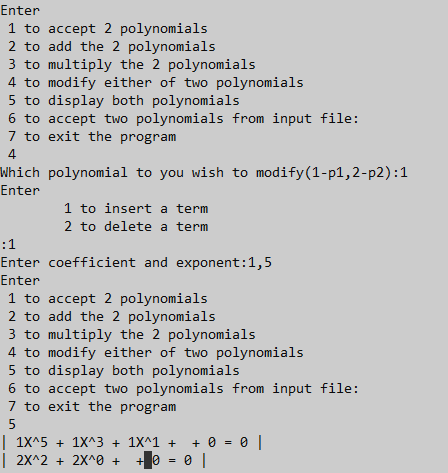 Enter
 1 to accept 2 polynomials
 2 to add the 2 polynomials
 3 to multiply the 2 polynomials
 4 to modify either of two polynomials
 5 to display both polynomials
 6 to accept two polynomials from input file:
 7 to exit the program
 4
Which polynomial to you wish to modify(1-p1,2-p2):1
Enter
        1 to insert a term
        2 to delete a term
:1
Enter coefficient and exponent:1,5
Enter
 1 to accept 2 polynomials
 2 to add the 2 polynomials
 3 to multiply the 2 polynomials
 4 to modify either of two polynomials
 5 to display both polynomials
 6 to accept two polynomials from input file:
 7 to exit the program
 5
| 1X^5 + 1X^3 + 1X^1 +  + 0 = 0 |
| 2X^2 + 2X^0 +  + 0 = 0 |